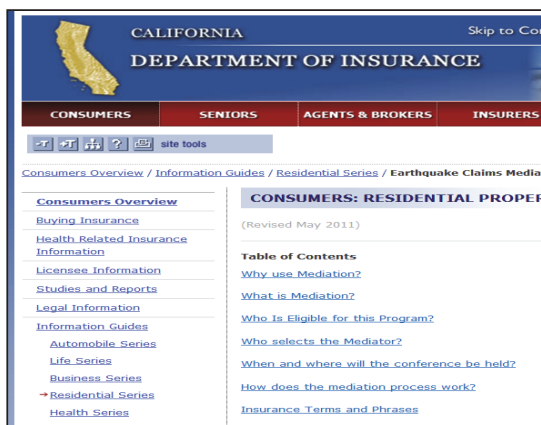 CALIFORNIA
Skip to
DEPARTMENT OF INSURANCE
CONSUMERS
SENIORS
AGENTS & BROKERS
INSURERS
-T +T ? site tools
Consumers Overview / Information Guides / Residential Series / Earthquake Claims
Consumers Overview
Buying Insurance
Health Related Insurance
Information
Licensee Information
Studies and Reports
Legal Information
Information Guides
Automobile Series
Life Series
Business Series
→Residential Series
Health Series
CONSUMERS: RESIDENTIAL
(Revised May 2011)
Table of Contents
Why use Mediation?
What is Mediation?
Who Is Eligible for this Program?
Who selects the Mediator?
When and where will the conference be held?
How does the mediation process work?
Insurance Terms and Phrases